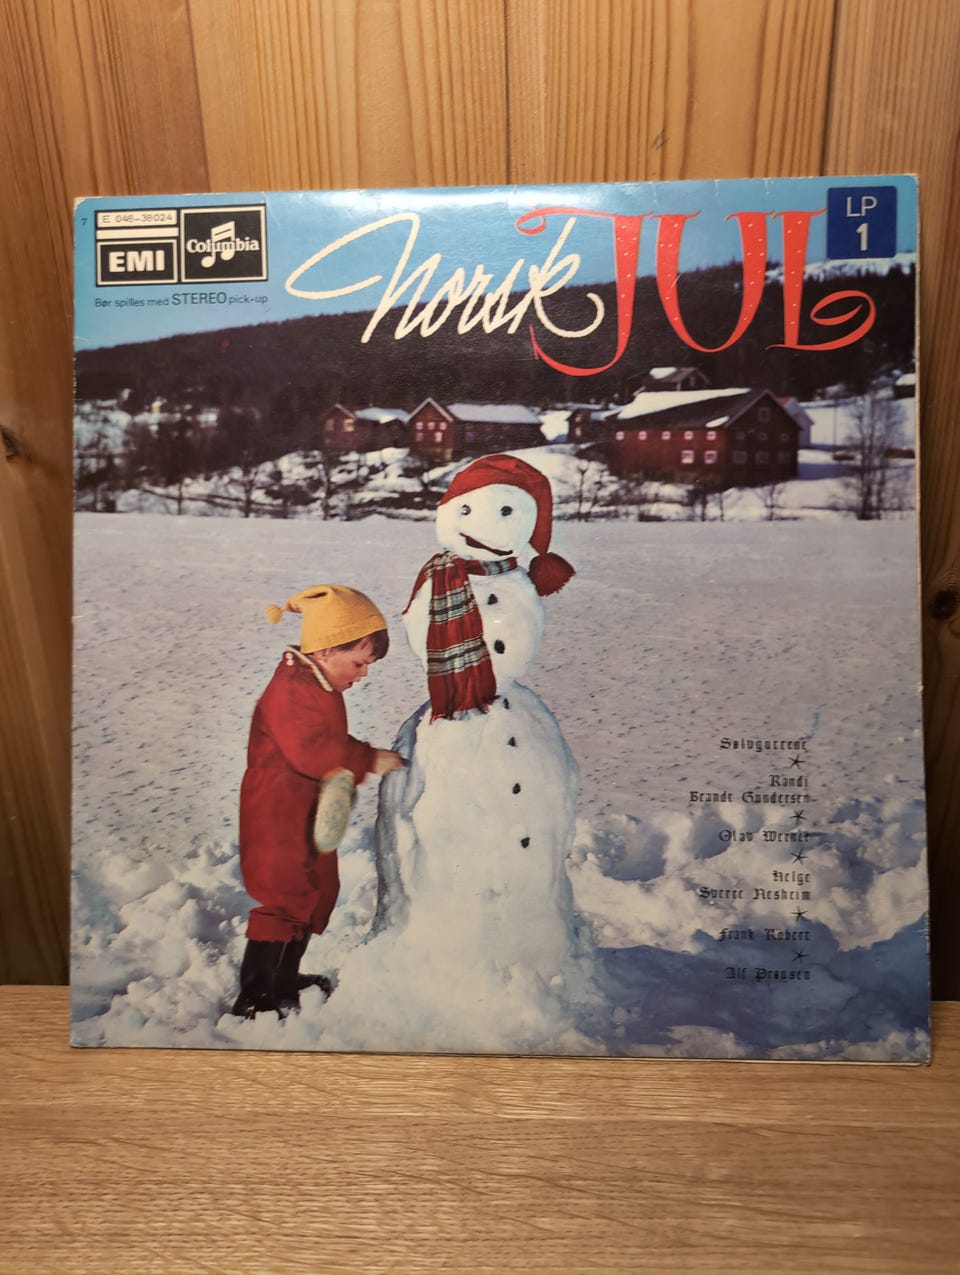 7
E 048-38024
EMI
Columbia
Bør spilles med STEREO pick-up
Norsk JUL
LP
1
Sølvguttene
Randi
Brandt Gundersen
Olav Werner
Helge
Sverre Nesheim
Frank Robert
Alf Prøysen